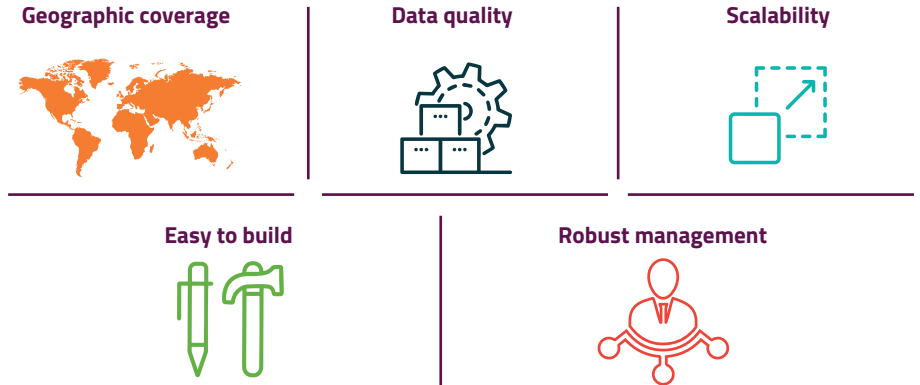 Geographic coverage
Data quality
Scalability
Easy to build
Robust management